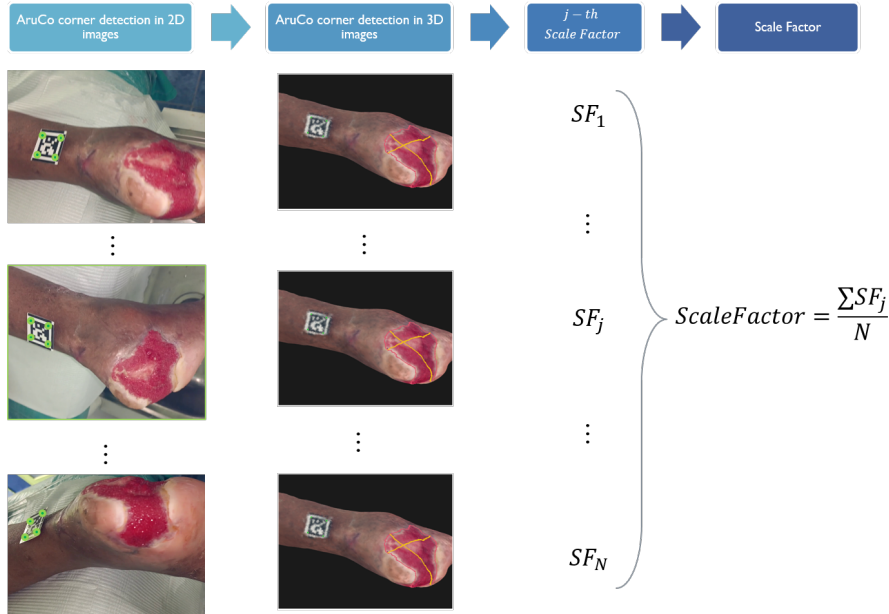 AruCo corner detection in 2D
images
AruCo corner detection in 3D
images
j − th
Scale Factor
Scale Factor
SF₁
⋮
⋮
⋮
SFⱼ
ScaleFactor = ∑SFⱼ / N
⋮
⋮
⋮
SF_N